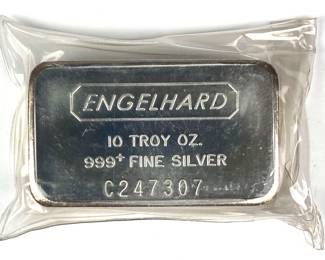 ENGELHARD
10 TROY OZ.
999+ FINE SILVER
C247307